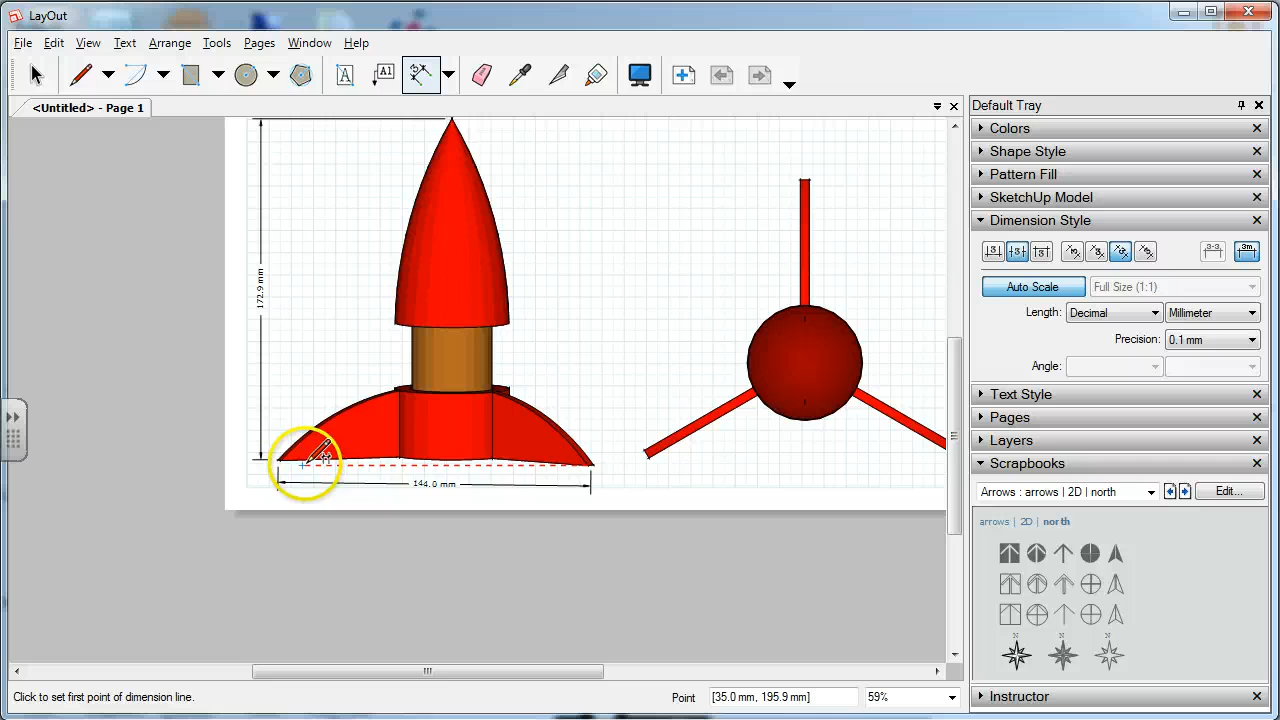 LayOut
File Edit View Text Arrange Tools Pages Window Help
<Untitled> - Page 1
172.9 mm
144.0 mm
Default Tray
Colors
Shape Style
Pattern Fill
SketchUp Model
Dimension Style
Auto Scale Full Size (1:1)
Length: Decimal Millimeter
Precision: 0.1 mm
Angle:
Text Style
Pages
Layers
Scrapbooks
Arrows : arrows | 2D | north Edit...
arrows | 2D | north
N N N
Instructor
Click to set first point of dimension line. Point [35.0 mm, 195.9 mm] 59%